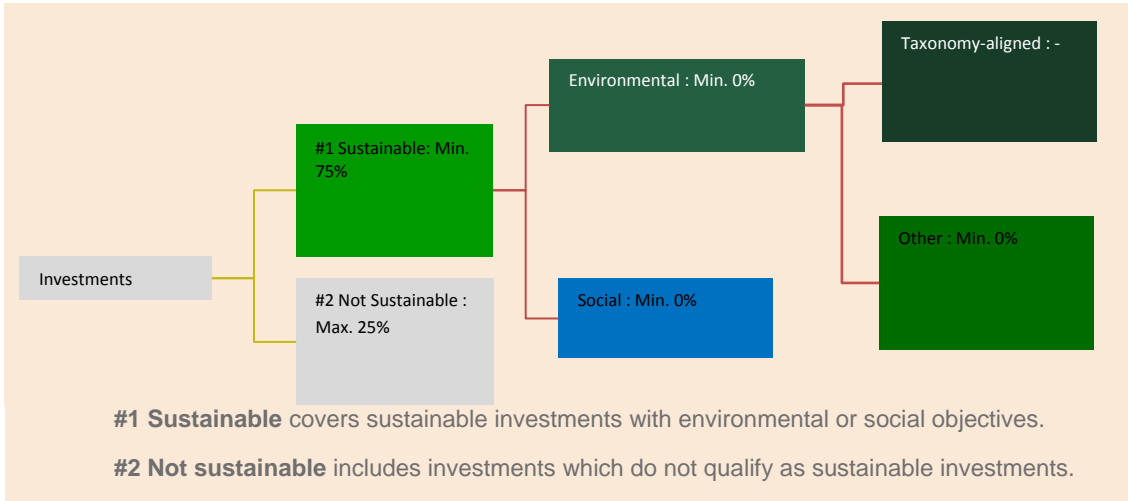 Investments
#1 Sustainable: Min.
75%
#2 Not Sustainable :
Max. 25%
Environmental : Min. 0%
Social : Min. 0%
Taxonomy-aligned : -
Other : Min. 0%
#1 Sustainable covers sustainable investments with environmental or social objectives.
#2 Not sustainable includes investments which do not qualify as sustainable investments.